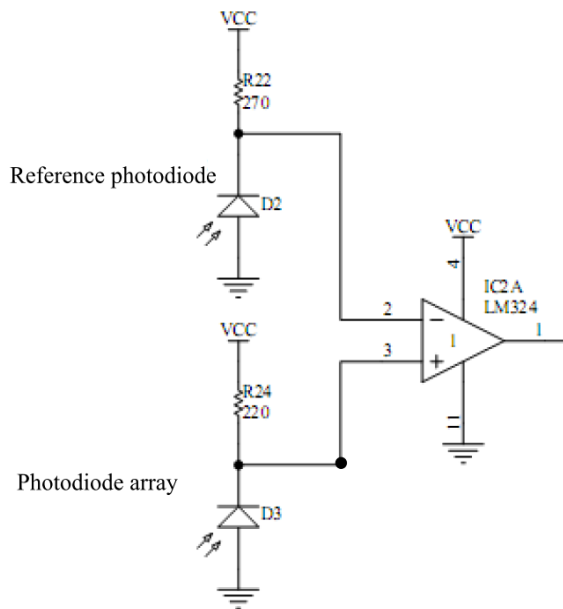 VCC
R22
270
Reference photodiode
D2
VCC
4
IC2A
LM324
2
3
1
1
11
VCC
R24
220
Photodiode array
D3